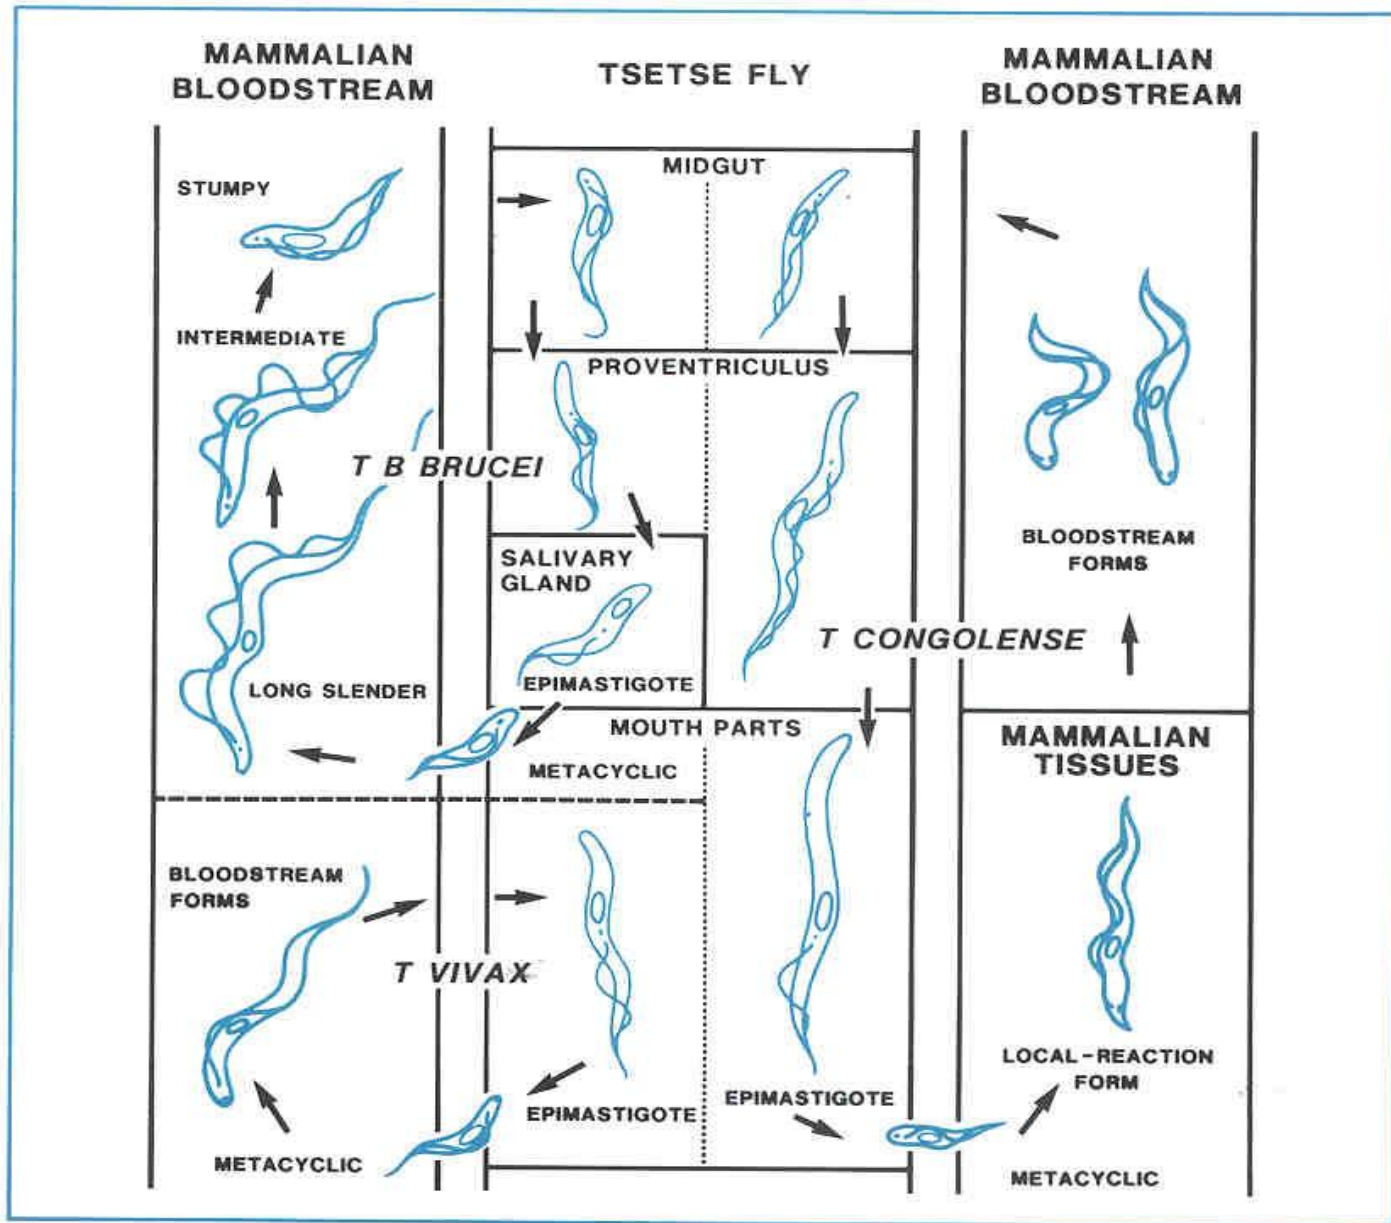 MAMMALIAN
BLOODSTREAM
TSETSE FLY
MAMMALIAN
BLOODSTREAM
STUMPY
INTERMEDIATE
T B BRUCEI
LONG SLENDER
BLOODSTREAM
FORMS
T VIVAX
METACYCLIC
MIDGUT
PROVENTRICULUS
SALIVARY
GLAND
EPIMASTIGOTE
MOUTH PARTS
METACYCLIC
EPIMASTIGOTE
EPIMASTIGOTE
T CONGOLENSE
BLOODSTREAM
FORMS
MAMMALIAN
TISSUES
LOCAL-REACTION
FORM
METACYCLIC